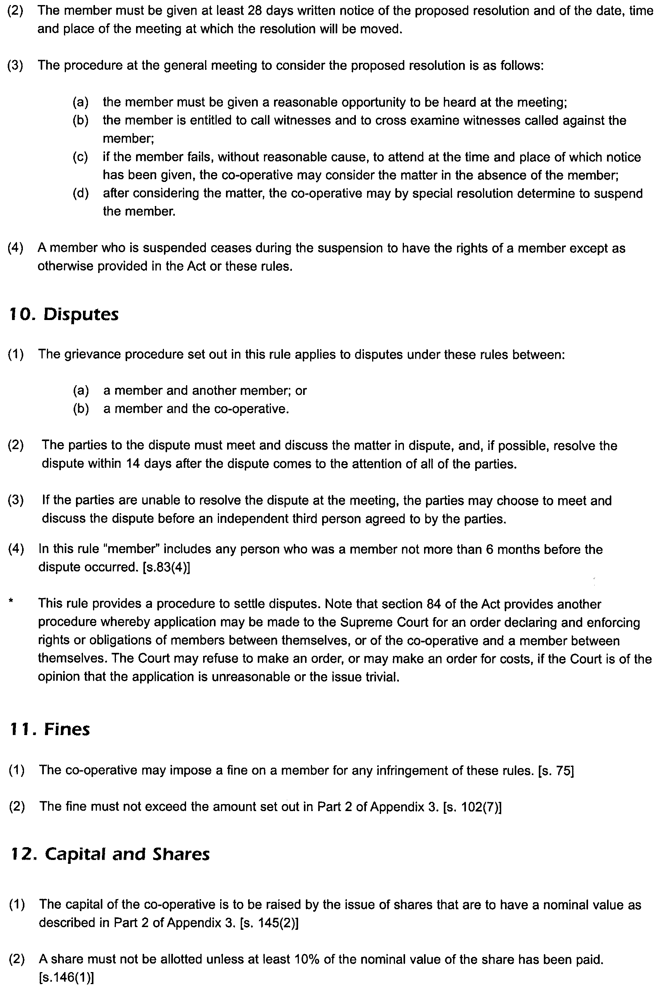 (2) The member must be given at least 28 days written notice of the proposed resolution and of the date, time
and place of the meeting at which the resolution will be moved.
(3) The procedure at the general meeting to consider the proposed resolution is as follows:
(a) the member must be given a reasonable opportunity to be heard at the meeting;
(b) the member is entitled to call witnesses and to cross examine witnesses called against the
member;
(c) if the member fails, without reasonable cause, to attend at the time and place of which notice
has been given, the co-operative may consider the matter in the absence of the member;
(d) after considering the matter, the co-operative may by special resolution determine to suspend
the member.
(4) A member who is suspended ceases during the suspension to have the rights of a member except as
otherwise provided in the Act or these rules.
10. Disputes
(1) The grievance procedure set out in this rule applies to disputes under these rules between:
(a) a member and another member; or
(b) a member and the co-operative.
(2) The parties to the dispute must meet and discuss the matter in dispute, and, if possible, resolve the
dispute within 14 days after the dispute comes to the attention of all of the parties.
(3) If the parties are unable to resolve the dispute at the meeting, the parties may choose to meet and
discuss the dispute before an independent third person agreed to by the parties.
(4) In this rule "member" includes any person who was a member not more than 6 months before the
dispute occurred. [s.83(4)]
* This rule provides a procedure to settle disputes. Note that section 84 of the Act provides another
procedure whereby application may be made to the Supreme Court for an order declaring and enforcing
rights or obligations of members between themselves, or of the co-operative and a member between
themselves. The Court may refuse to make an order, or may make an order for costs, if the Court is of the
opinion that the application is unreasonable or the issue trivial.
11. Fines
(1) The co-operative may impose a fine on a member for any infringement of these rules. [s. 75]
(2) The fine must not exceed the amount set out in Part 2 of Appendix 3. [s. 102(7)]
12. Capital and Shares
(1) The capital of the co-operative is to be raised by the issue of shares that are to have a nominal value as
described in Part 2 of Appendix 3. [s. 145(2)]
(2) A share must not be allotted unless at least 10% of the nominal value of the share has been paid.
[s.146(1)]